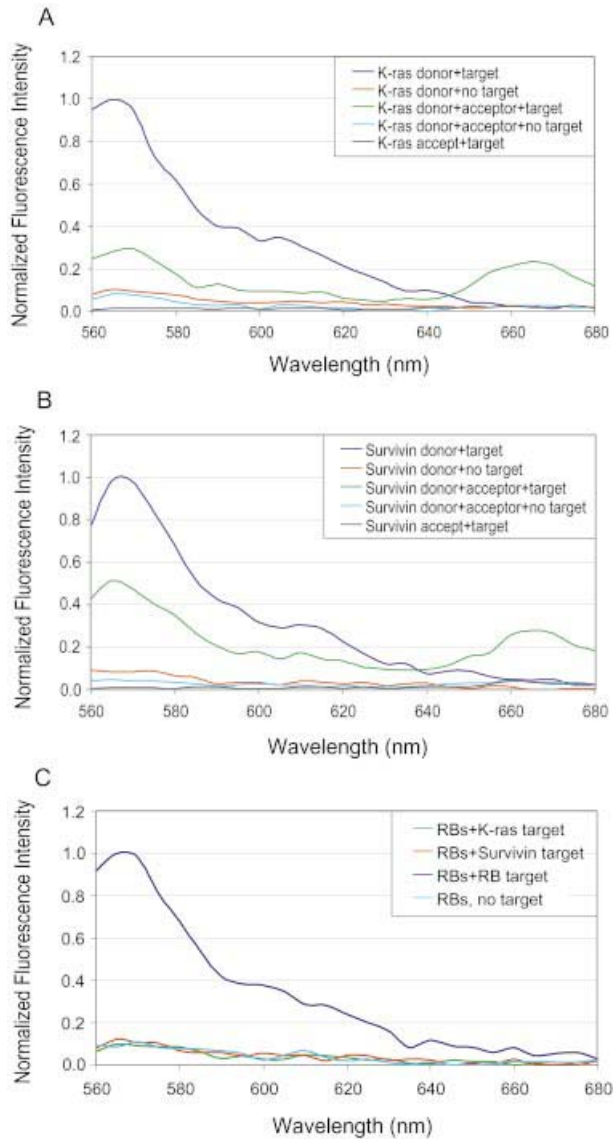 A
Normalized Fluorescence Intensity
1.2
1.0
0.8
0.6
0.4
0.2
0.0
K-ras donor+target
K-ras donor+no target
K-ras donor+acceptor+target
K-ras donor+acceptor+no target
K-ras accept+target
560 580 600 620 640 660 680
Wavelength (nm)
B
Normalized Fluorescence Intensity
1.2
1.0
0.8
0.6
0.4
0.2
0.0
Survivin donor+target
Survivin donor+no target
Survivin donor+acceptor+target
Survivin donor+acceptor+no target
Survivin accept+target
560 580 600 620 640 660 680
Wavelength (nm)
C
Normalized Fluorescence Intensity
1.2
1.0
0.8
0.6
0.4
0.2
0.0
RBs+K-ras target
RBs+Survivin target
RBs+RB target
RBs, no target
560 580 600 620 640 660 680
Wavelength (nm)